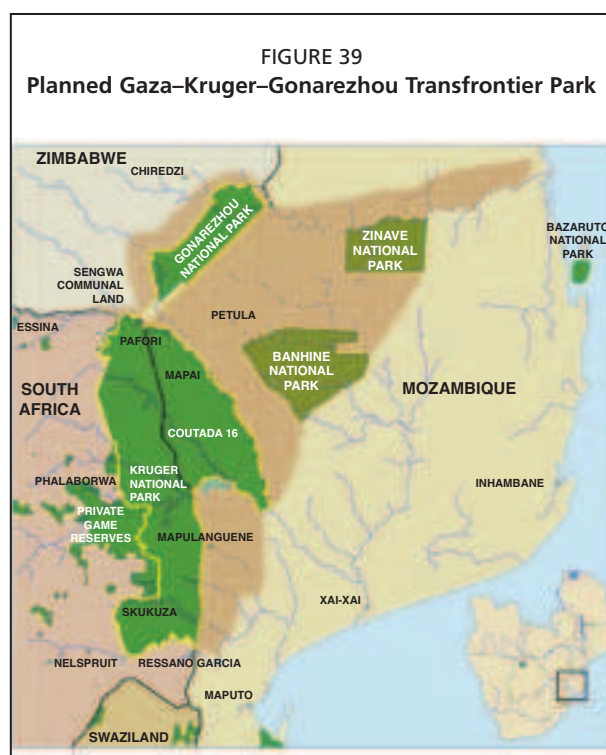 FIGURE 39
Planned Gaza–Kruger–Gonarezhou Transfrontier Park
ZIMBABWE
CHIREDZI
GONAREZHOU
NATIONAL PARK
ZINAVE
NATIONAL
PARK
BAZARUTO
NATIONAL
PARK
SENGWA
COMMUNAL
LAND
PETULA
ESSINA
PAFORI
MAPAI
BANHINE
NATIONAL
PARK
SOUTH
AFRICA
MOZAMBIQUE
COUTADA 16
KRUGER
NATIONAL
PARK
PHALABORWA
INHAMBANE
PRIVATE
GAME
RESERVES
MAPULANGUENE
XAI-XAI
SKUKUZA
NELSPRUIT
RESSANO GARCIA
MAPUTO
SWAZILAND